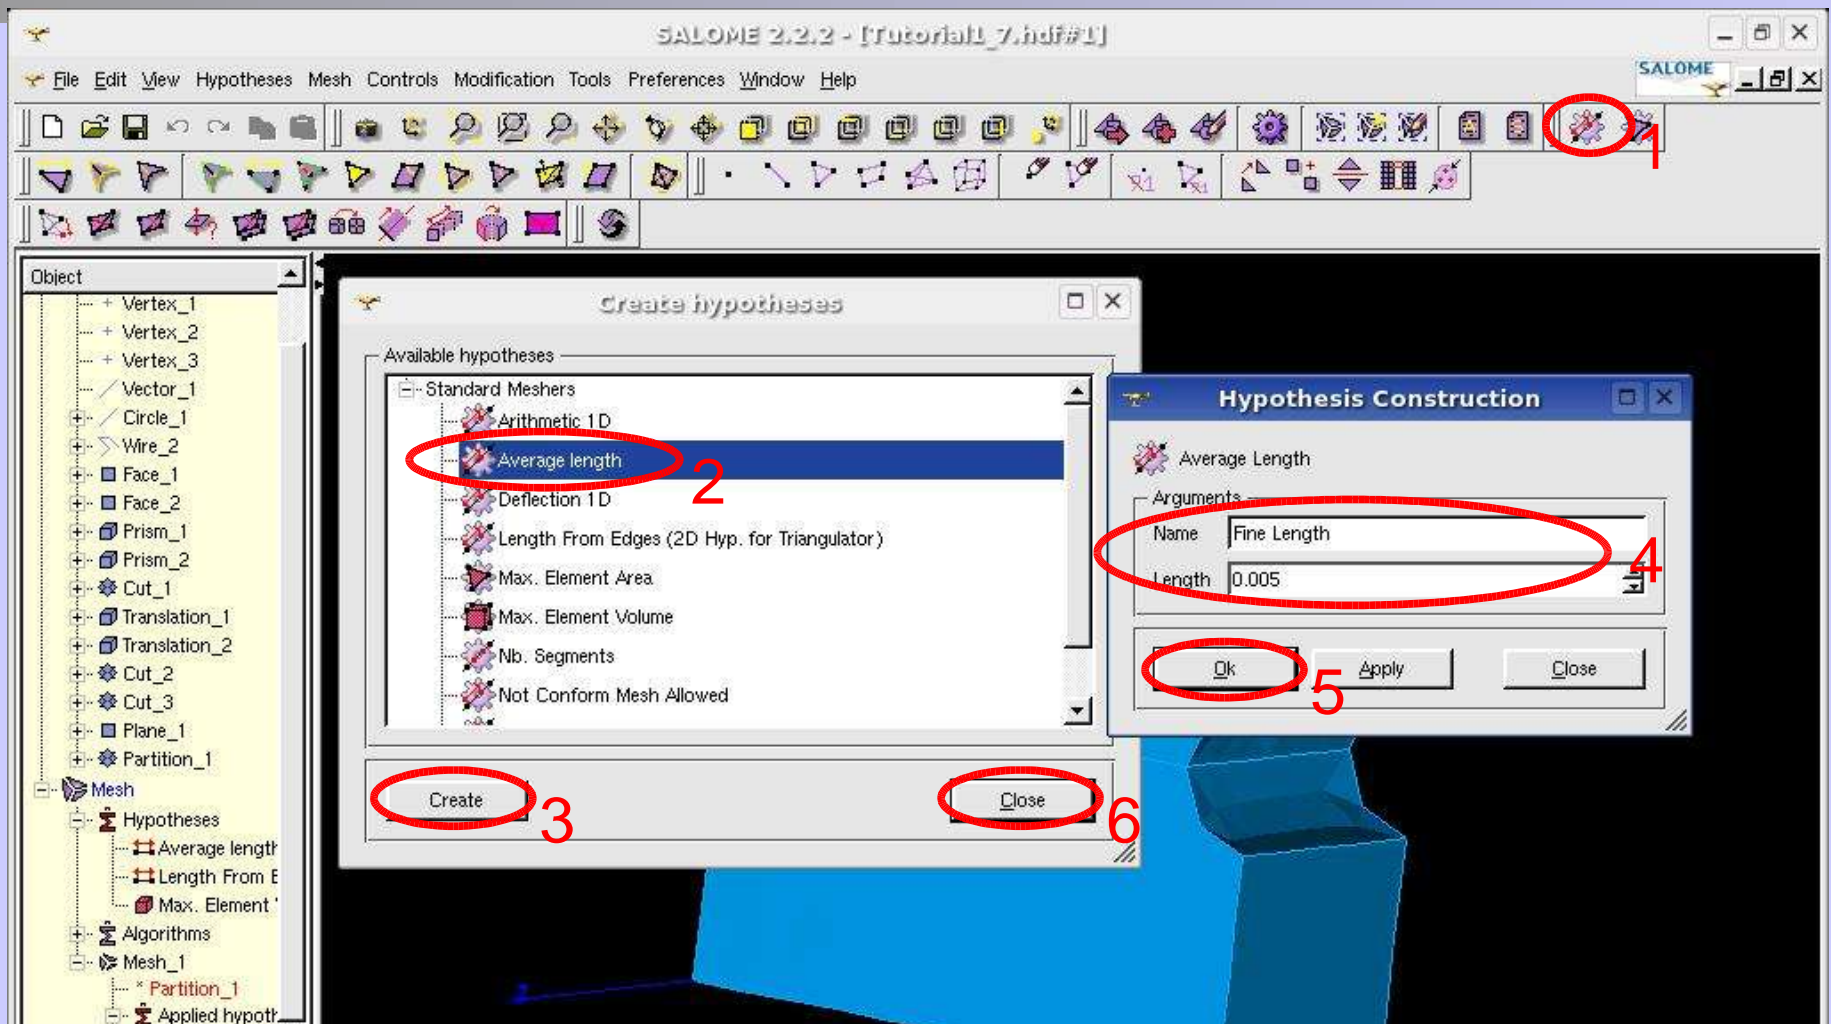 SALOME 2.2.2 - [Tutorial1_7.hdf#1]
File Edit View Hypotheses Mesh Controls Modification Tools Preferences Window Help
SALOME
1
Object
Vertex_1
Vertex_2
Vertex_3
Vector_1
Circle_1
Wire_2
Face_1
Face_2
Prism_1
Prism_2
Cut_1
Translation_1
Translation_2
Cut_2
Cut_3
Plane_1
Partition_1
Mesh
Hypotheses
Average length
Length From E
Max. Element
Algorithms
Mesh_1
* Partition_1
Applied hypoth
Create hypotheses
Available hypotheses
Standard Meshers
Arithmetic 1D
Average length
2
Deflection 1D
Length From Edges (2D Hyp. for Triangulator)
Max. Element Area
Max. Element Volume
Nb. Segments
Not Conform Mesh Allowed
Create
3
Close
6
Hypothesis Construction
Average Length
Arguments
Name Fine Length
4
Length 0.005
Ok
5
Apply
Close